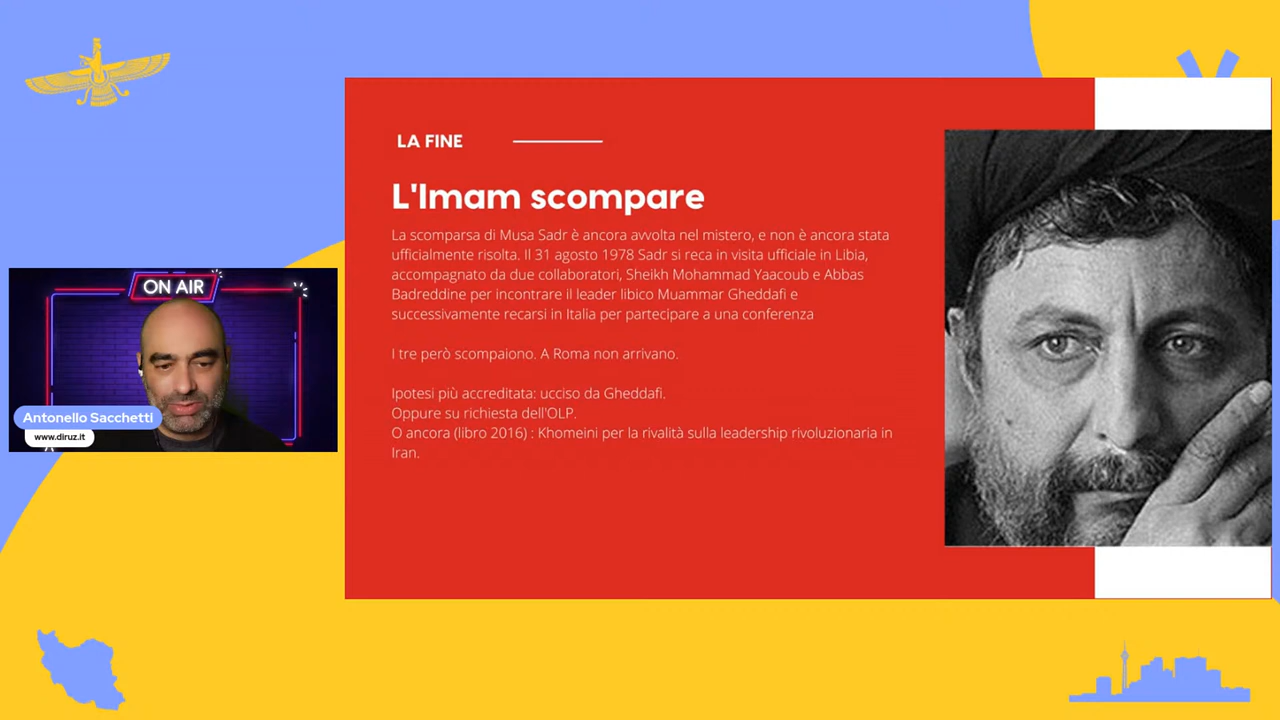 LA FINE
L'Imam scompare
La scomparsa di Musa Sadr è ancora avvolta nel mistero, e non è ancora stata
ufficialmente risolta. Il 31 agosto 1978 Sadr si reca in visita ufficiale in Libia,
accompagnato da due collaboratori, Sheikh Mohammad Yaacoub e Abbas
Badreddine per incontrare il leader libico Muammar Gheddafi e
successivamente recarsi in Italia per partecipare a una conferenza
I tre però scompaiono. A Roma non arrivano.
Ipotesi più accreditata: ucciso da Gheddafi.
Oppure su richiesta dell'OLP.
O ancora (libro 2016) : Khomeini per la rivalità sulla leadership rivoluzionaria in
Iran.
ON AIR
Antonello Sacchetti
www.diruz.it